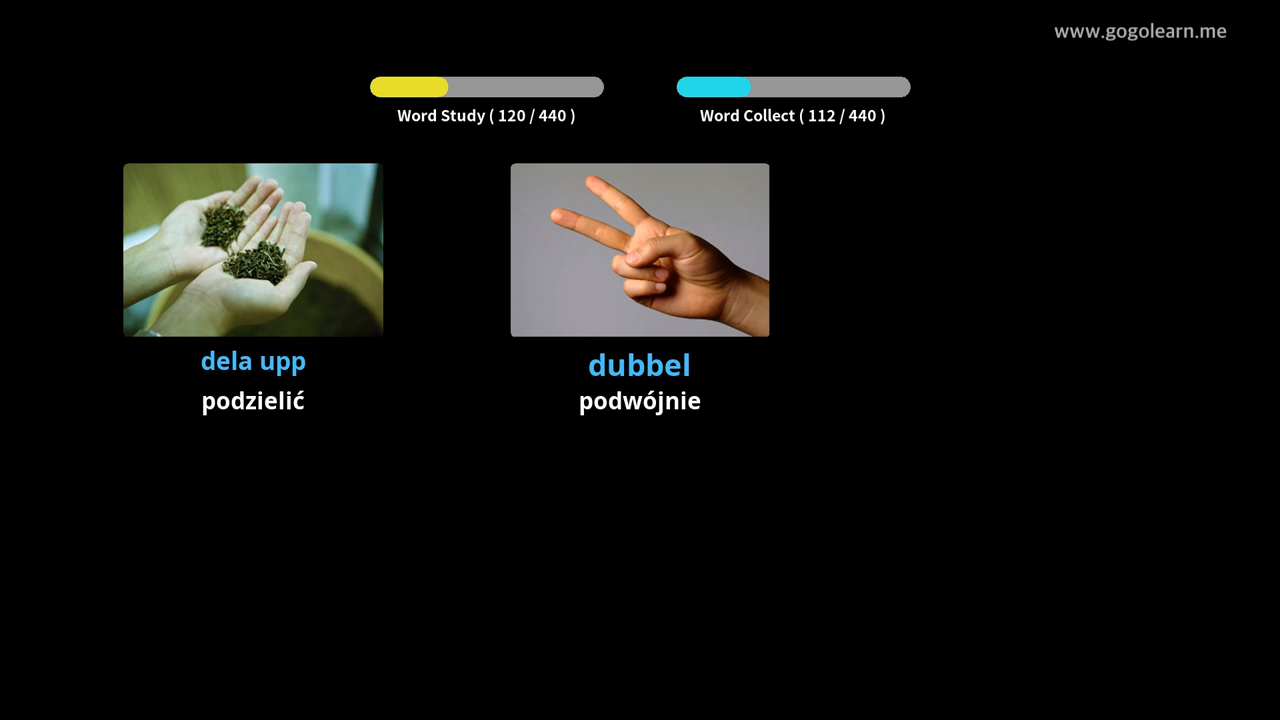 www.gogolearn.me
Word Study ( 120 / 440 )
Word Collect ( 112 / 440 )
dela upp
podzielić
dubbel
podwójnie